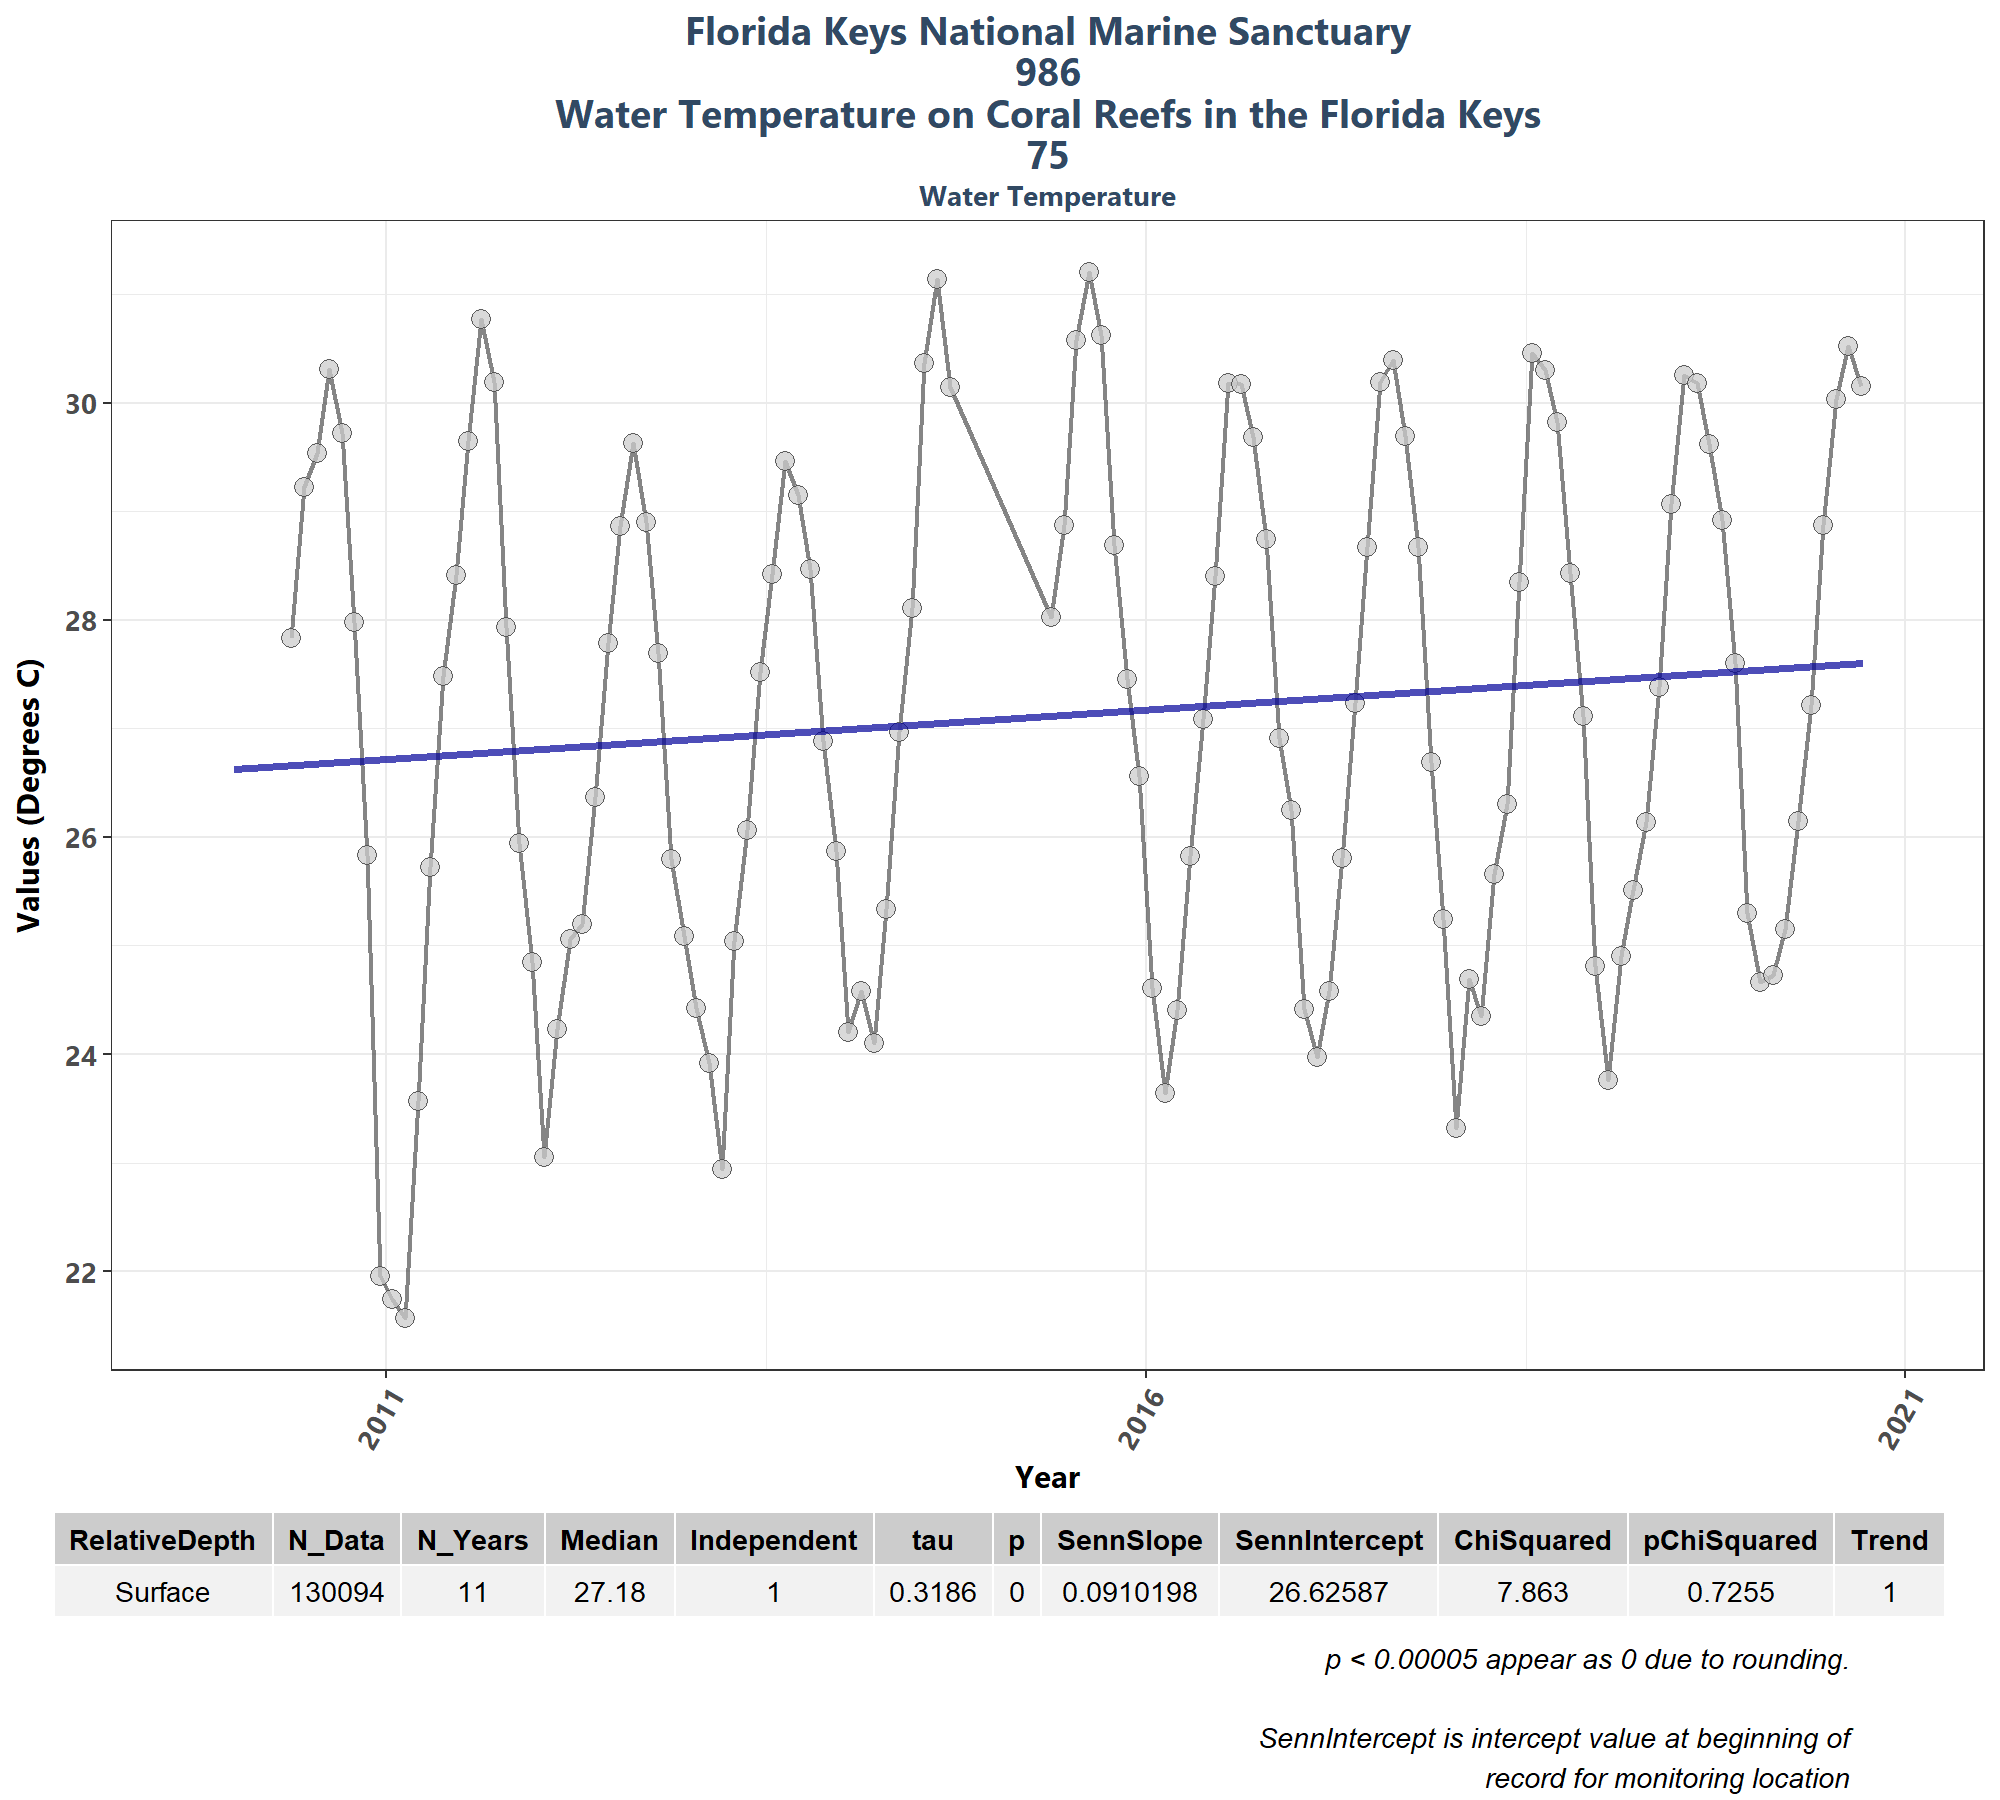 Florida Keys National Marine Sanctuary
986
Water Temperature on Coral Reefs in the Florida Keys
75
Water Temperature
Values (Degrees C)
30
28
26
24
22
2011
2016
2021
Year
RelativeDepth N_Data N_Years Median Independent tau p SennSlope SennIntercept ChiSquared pChiSquared Trend
Surface 130094 11 27.18 1 0.3186 0 0.0910198 26.62587 7.863 0.7255 1
p < 0.00005 appear as 0 due to rounding.
SennIntercept is intercept value at beginning of
record for monitoring location